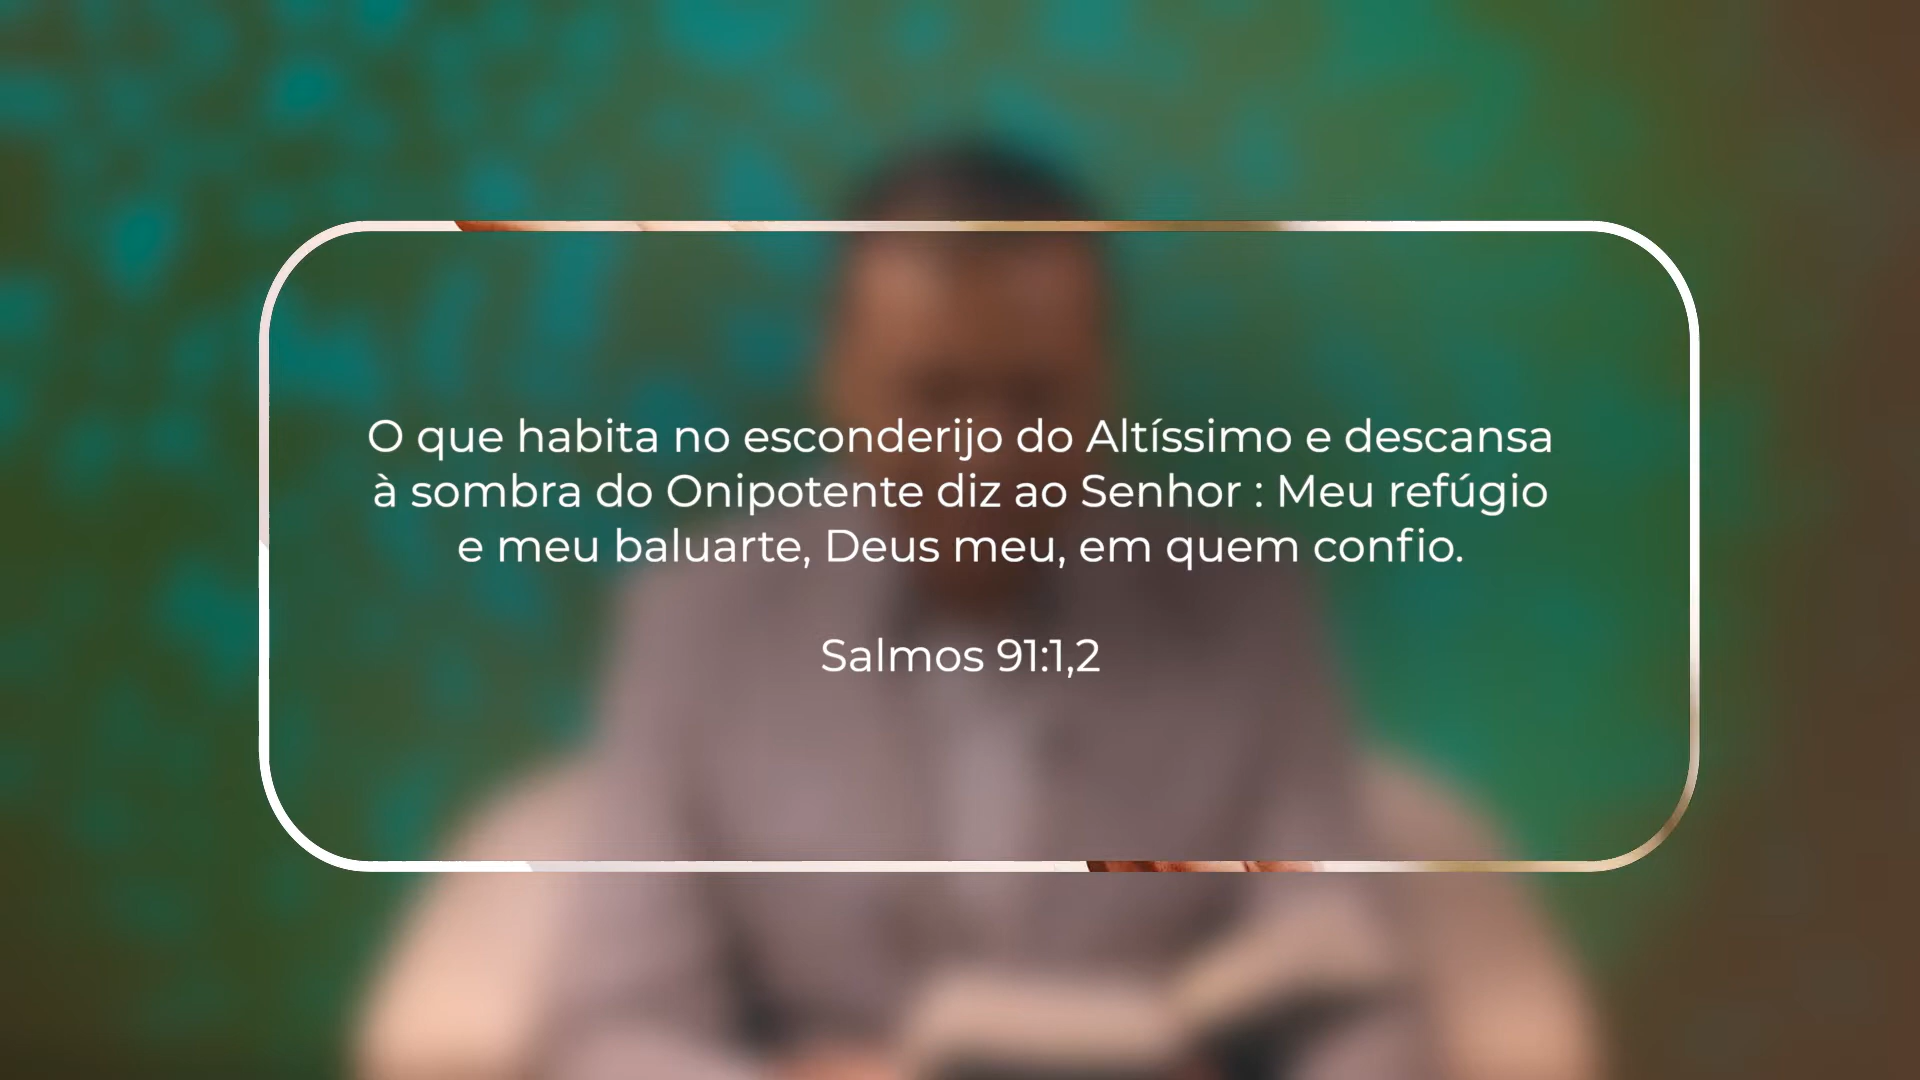 O que habita no esconderijo do Altíssimo e descansa
à sombra do Onipotente diz ao Senhor : Meu refúgio
e meu baluarte, Deus meu, em quem confio.
Salmos 91:1,2